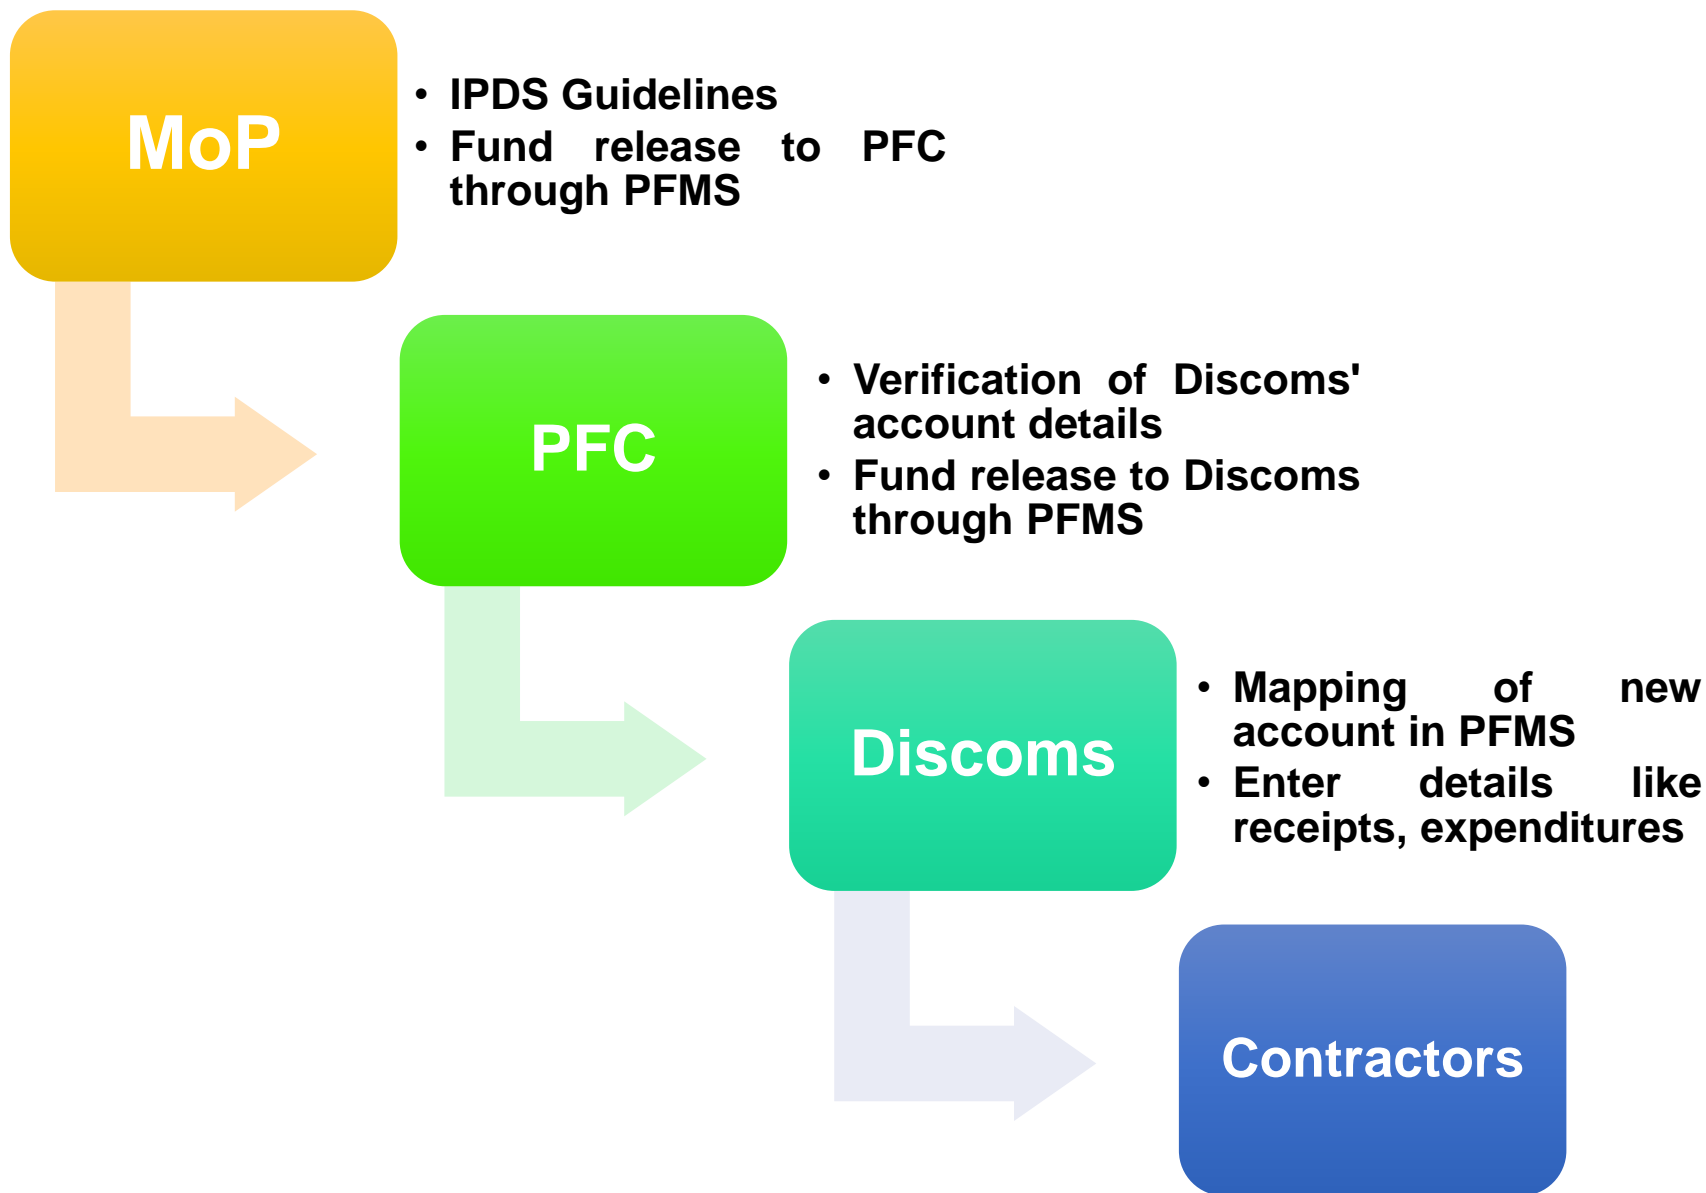 MoP
• IPDS Guidelines
• Fund release to PFC
through PFMS
PFC
• Verification of Discoms'
account details
• Fund release to Discoms
through PFMS
Discoms
• Mapping of new
account in PFMS
• Enter details like
receipts, expenditures
Contractors